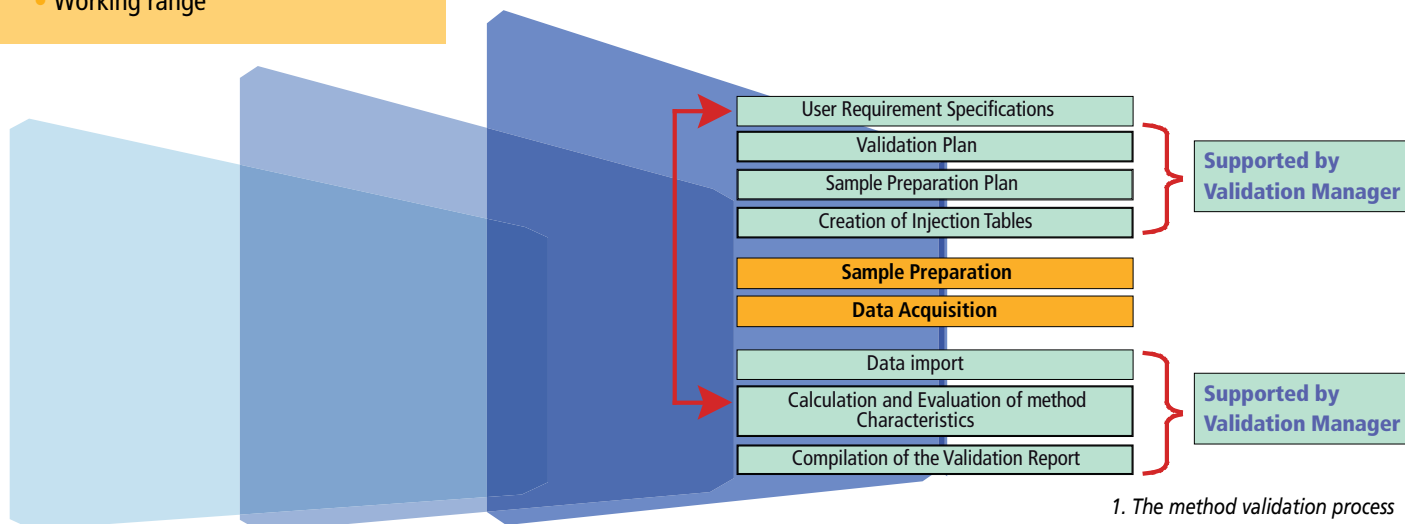 • Working range
User Requirement Specifications
Validation Plan
Sample Preparation Plan
Creation of Injection Tables
Supported by
Validation Manager
Sample Preparation
Data Acquisition
Data import
Calculation and Evaluation of method
Characteristics
Compilation of the Validation Report
Supported by
Validation Manager
1. The method validation process